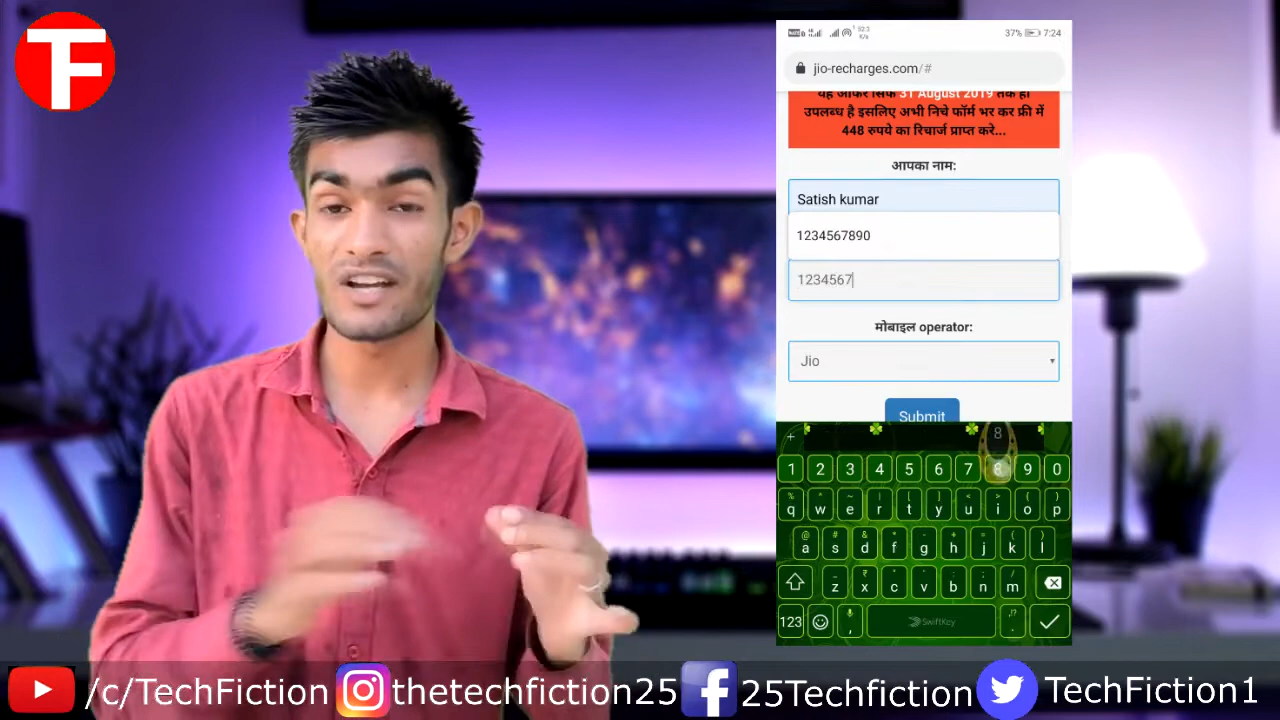 TF
37% 7:24
jio-recharges.com/#
यह ऑफर सिर्फ 31 August 2019 तक ही
उपलब्ध है इसलिए अभी निचे फॉर्म भर कर फ्री में
448 रुपये का रिचार्ज प्राप्त करे...
आपका नाम:
Satish kumar
1234567890
1234567
मोबाइल operator:
Jio
Submit
8
1 2 3 4 5 6 7 8 9 0
q w e r t y u i o p
a s d f g h j k l
z x c v b n m
123 SwiftKey
/c/TechFiction thetechfiction25 25Techfiction TechFiction1